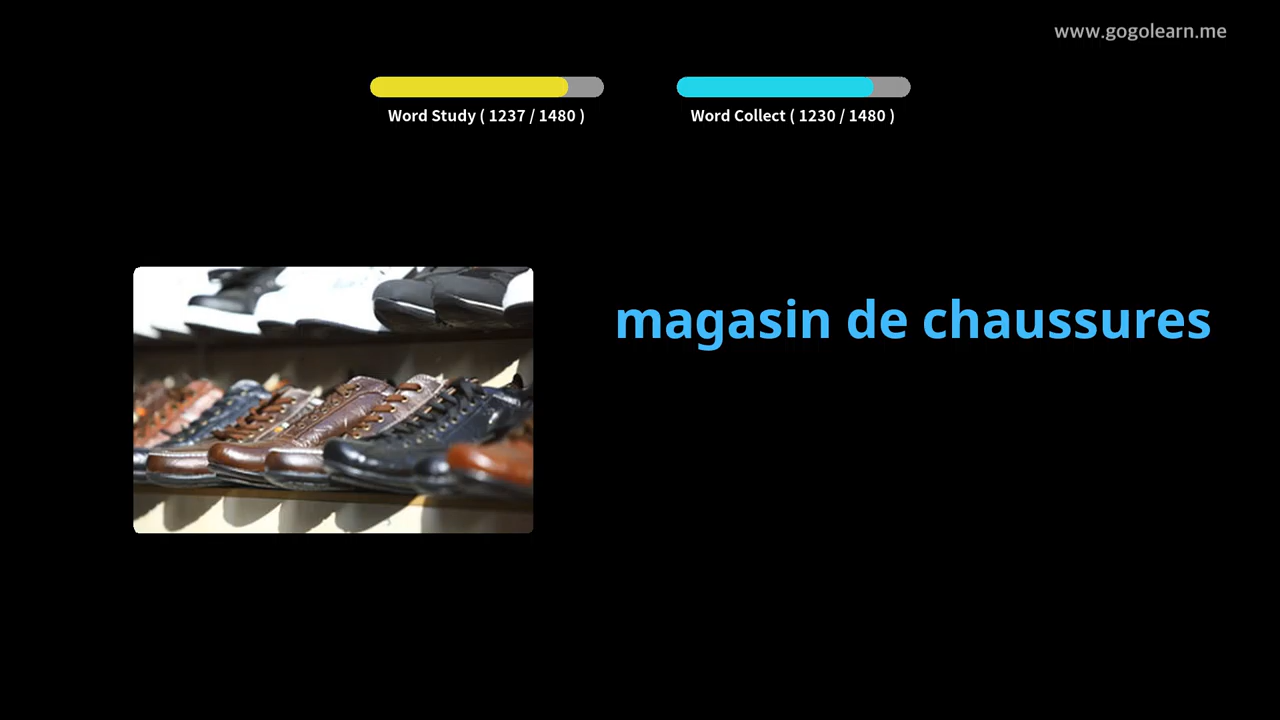 www.gogolearn.me
Word Study ( 1237 / 1480 )
Word Collect ( 1230 / 1480 )
magasin de chaussures